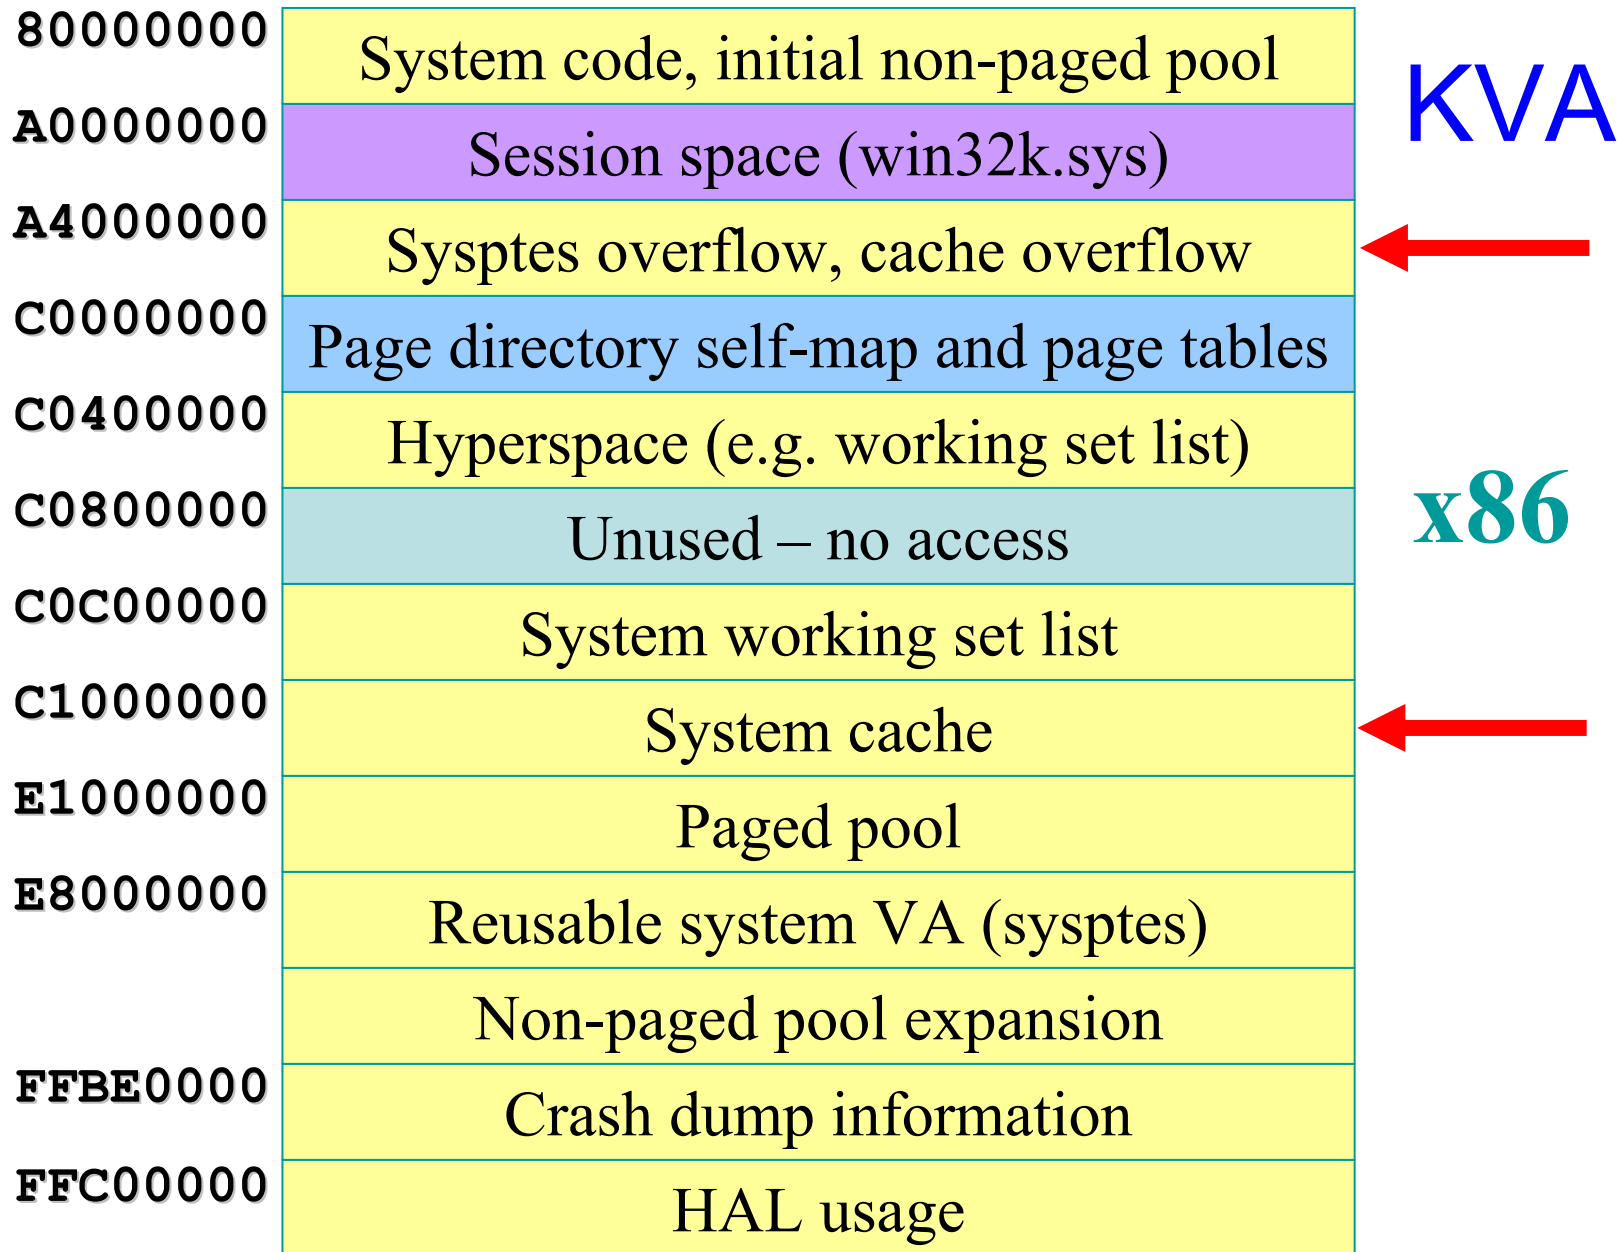 80000000
System code, initial non-paged pool
KVA
A0000000
Session space (win32k.sys)
A4000000
Sysptes overflow, cache overflow
C0000000
Page directory self-map and page tables
C0400000
Hyperspace (e.g. working set list)
C0800000
Unused – no access
x86
C0C00000
System working set list
C1000000
System cache
E1000000
Paged pool
E8000000
Reusable system VA (sysptes)
Non-paged pool expansion
FFBE0000
Crash dump information
FFC00000
HAL usage